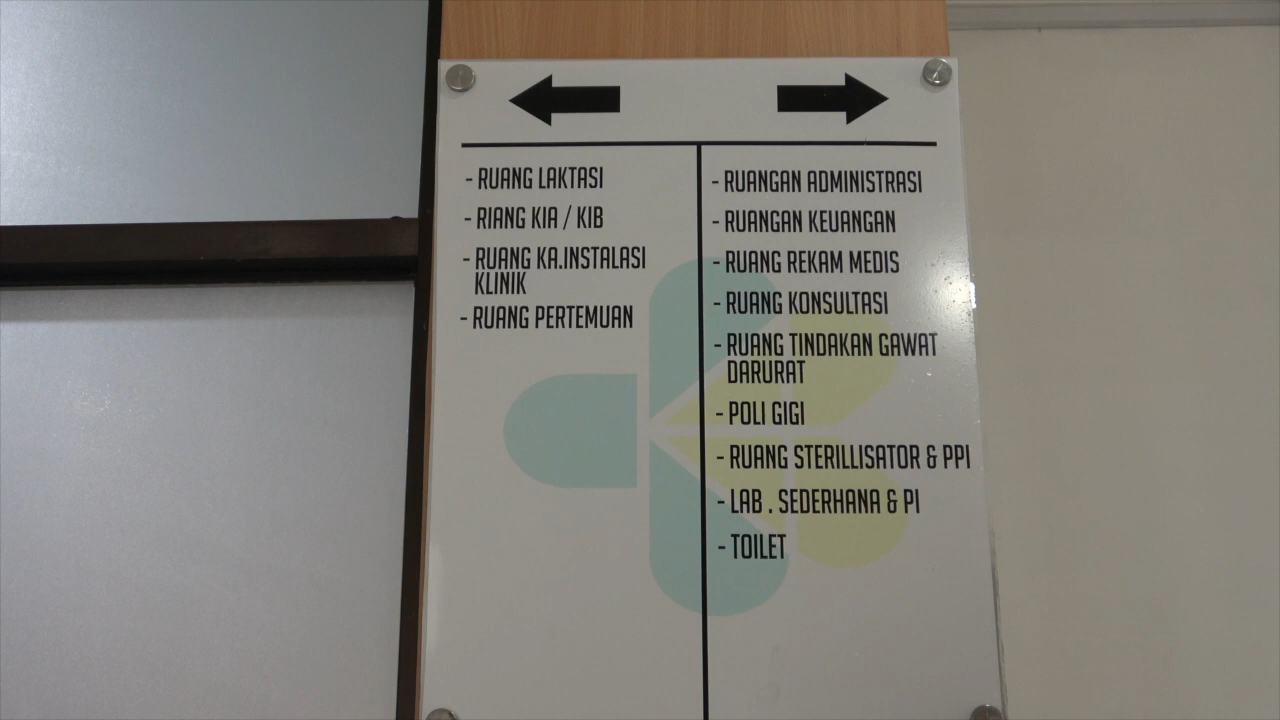 - RUANG LAKTASI
- RIANG KIA / KIB
- RUANG KA.INSTALASI
KLINIK
- RUANG PERTEMUAN
- RUANGAN ADMINISTRASI
- RUANGAN KEUANGAN
- RUANG REKAM MEDIS
- RUANG KONSULTASI
- RUANG TINDAKAN GAWAT
DARURAT
- POLI GIGI
- RUANG STERILLISATOR & PPI
- LAB . SEDERHANA & PI
- TOILET